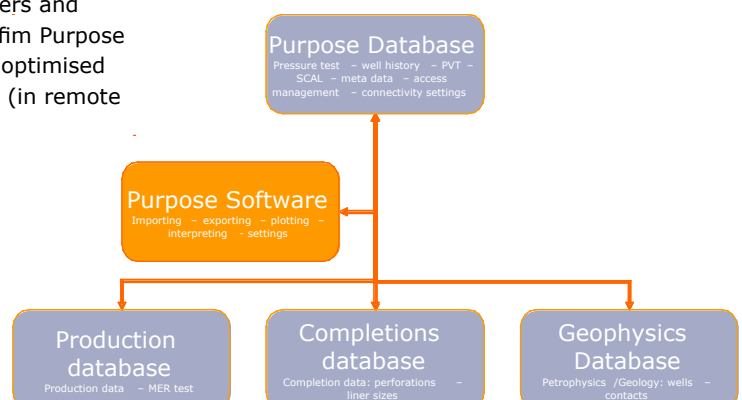 ers and
fim Purpose
optimised
(in remote
Purpose Database
Pressure test – well history – PVT –
SCAL – meta data – access
management – connectivity settings
Purpose Software
Importing – exporting – plotting –
interpreting - settings
Production
database
Production data – MER test
Completions
database
Completion data: perforations –
liner sizes
Geophysics
Database
Petrophysics /Geology: wells –
contacts